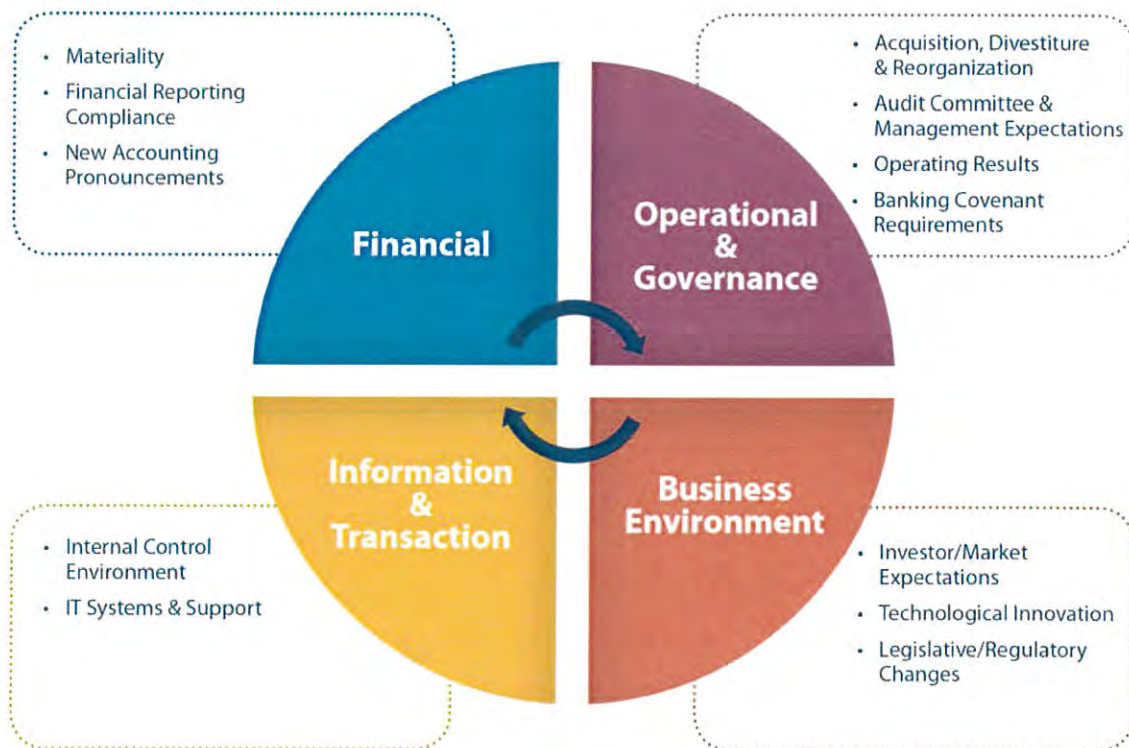 • Materiality
• Financial Reporting
Compliance
• New Accounting
Pronouncements
Financial
• Acquisition, Divestiture
& Reorganization
• Audit Committee &
Management Expectations
• Operating Results
• Banking Covenant
Requirements
Operational
&
Governance
Information
&
Transaction
• Internal Control
Environment
• IT Systems & Support
Business
Environment
• Investor/Market
Expectations
• Technological Innovation
• Legislative/Regulatory
Changes